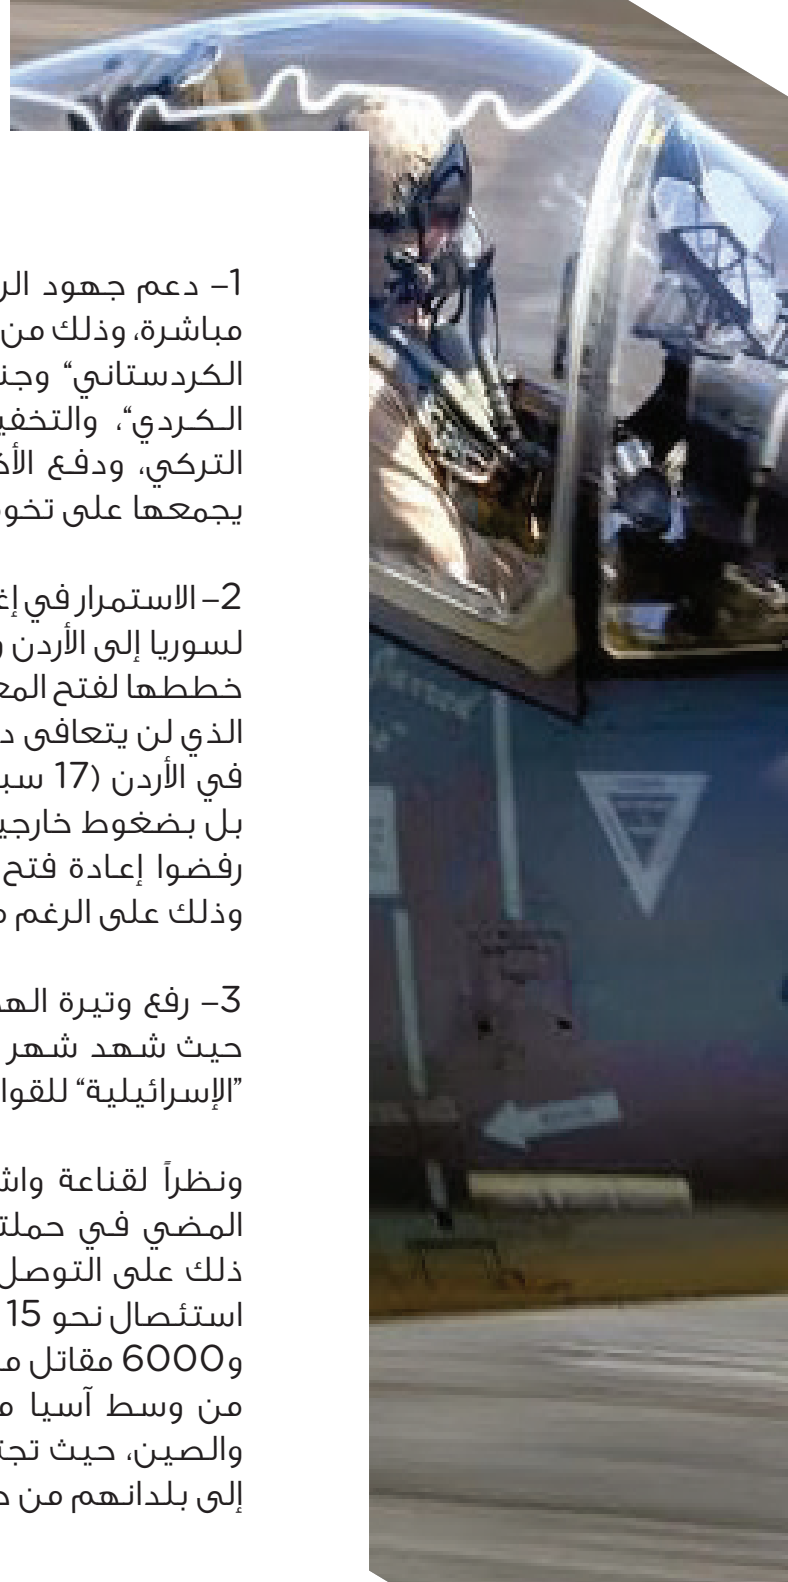 1- دعم جهود الر
مباشرة، وذلك من
الكردستاني“ وجن
الكردي“، والتخفي
التركي، ودفع الأك
يجمعها على تخو
2- الاستمرار في إغ
لسوريا إلى الأردن و
خططها لفتح المع
الذي لن يتعافى د
في الأردن (17 سب
بل بضغوط خارجي
رفضوا إعادة فتح
وذلك على الرغم م
3- رفع وتيرة اله
حيث شهد شهر
”الإسرائيلية“ للقوا
ونظراً لقناعة واش
المضي في حملت
ذلك على التوصل
استئصال نحو 15
و6000 مقاتل م
من وسط آسيا م
والصين، حيث تجت
إلى بلدانهم من خ